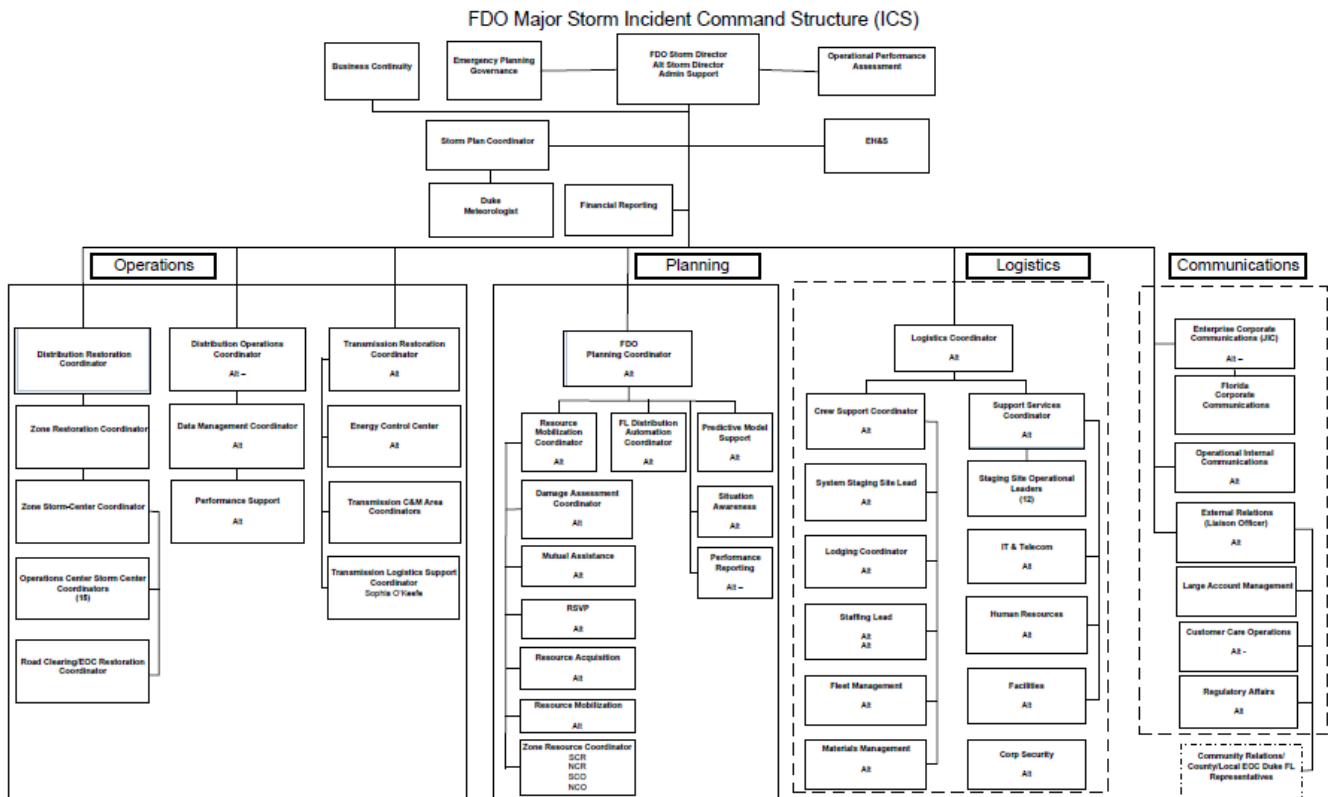 FDO Major Storm Incident Command Structure (ICS)
Business Continuity
Emergency Planning
Governance
FDO Storm Director
Alt Storm Director
Admin Support
Operational Performance
Assessment
Storm Plan Coordinator
EH&S
Duke
Meteorologist
Financial Reporting
Operations
Distribution Restoration
Coordinator
Zone Restoration Coordinator
Zone Storm-Center Coordinator
Operations Center Storm Center
Coordinators
(15)
Road Clearing/EOC Restoration
Coordinator
Distribution Operations
Coordinator
Alt –
Data Management Coordinator
Alt
Performance Support
Alt
Transmission Restoration
Coordinator
Alt
Energy Control Center
Alt
Transmission C&M Area
Coordinators
Transmission Logistics Support
Coordinator
Sophia O'Keefe
Planning
FDO
Planning Coordinator
Alt
Resource
Mobilization
Coordinator
Alt
FL Distribution
Automation
Coordinator
Alt
Predictive Model
Support
Alt
Damage Assessment
Coordinator
Alt
Mutual Assistance
Alt
RSVP
Alt
Resource Acquisition
Alt
Resource Mobilization
Alt
Zone Resource Coordinator
SCR
NCR
SCO
NCO
Situation
Awareness
Alt
Performance
Reporting
Alt –
Logistics
Logistics Coordinator
Alt
Crew Support Coordinator
Alt
System Staging Site Lead
Alt
Lodging Coordinator
Alt
Staffing Lead
Alt
Alt
Fleet Management
Alt
Materials Management
Alt
Support Services
Coordinator
Alt
Staging Site Operational
Leaders
(12)
IT & Telecom
Alt
Human Resources
Alt
Facilities
Alt
Corp Security
Alt
Communications
Enterprise Corporate
Communications (JIC)
Alt –
Florida
Corporate
Communications
Operational Internal
Communications
Alt
External Relations
(Liaison Officer)
Alt
Large Account Management
Customer Care Operations
Alt -
Regulatory Affairs
Alt
Community Relations/
County/Local EOC Duke FL
Representatives